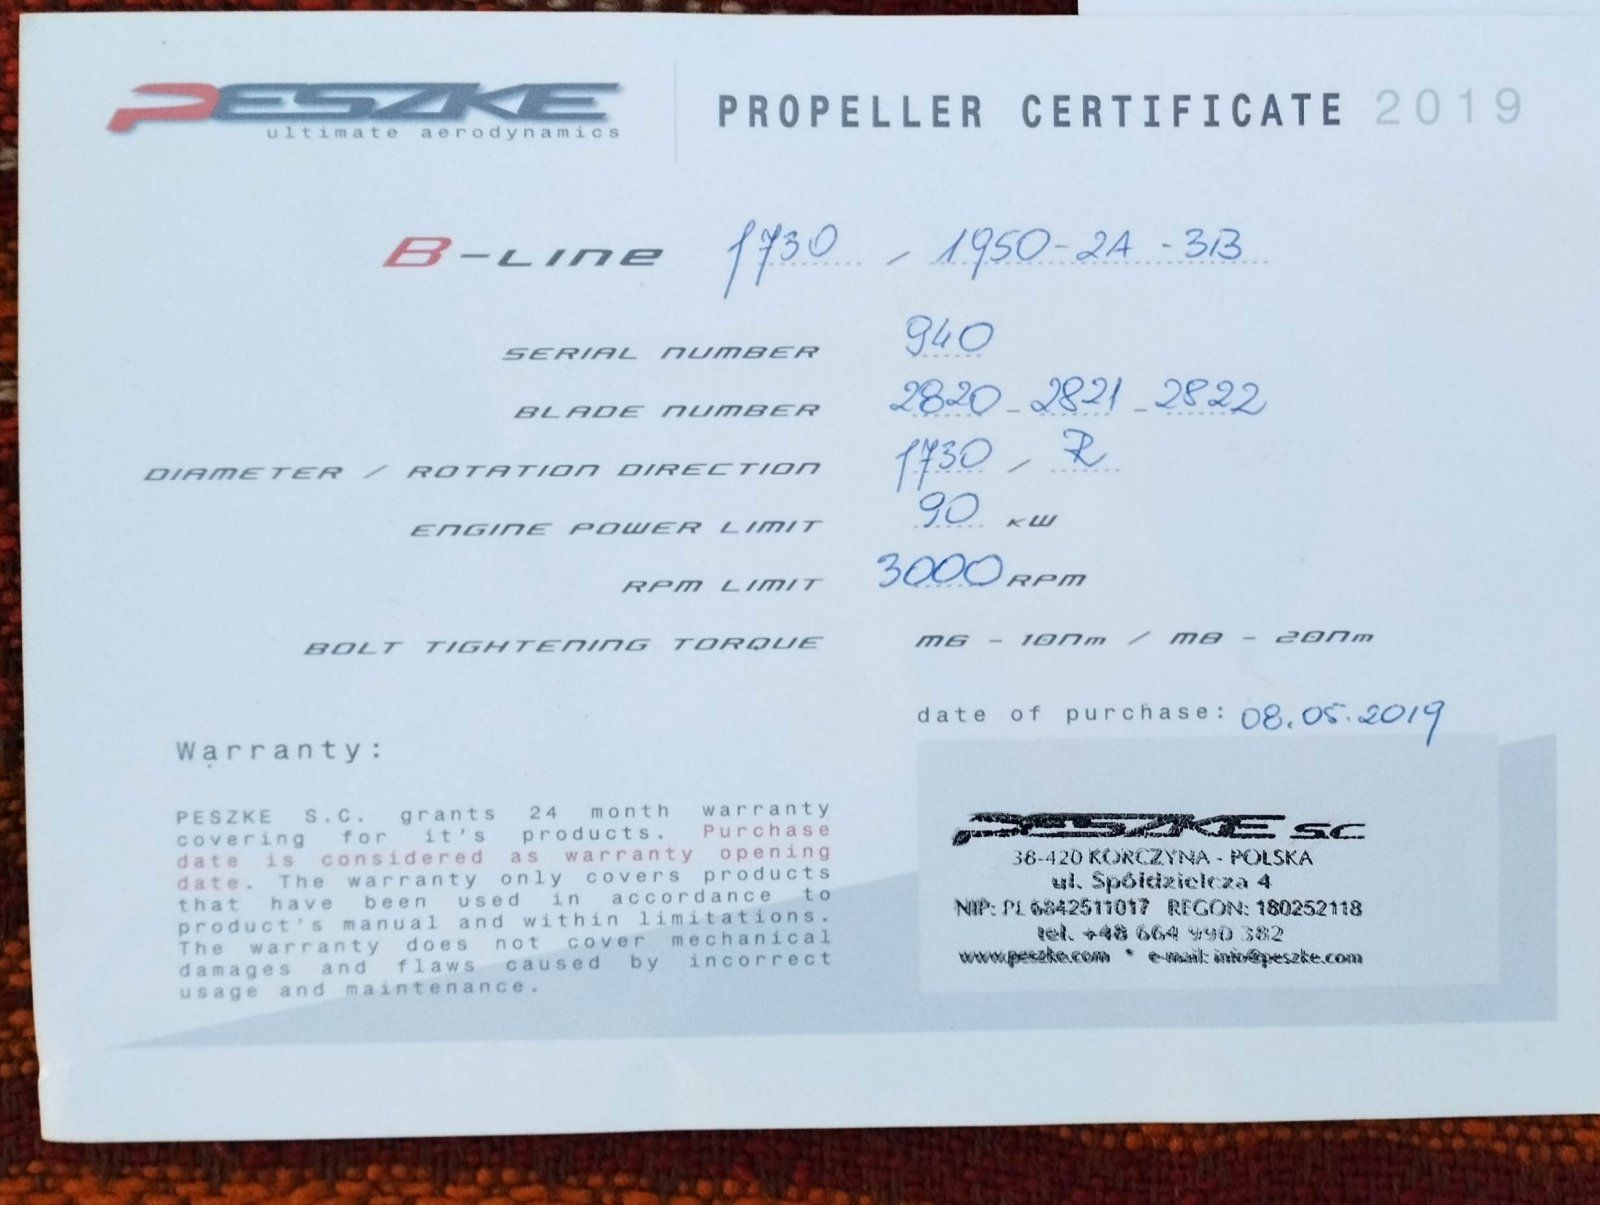 PESZKE
ultimate aerodynamics
PROPELLER CERTIFICATE 2019
B-LINE 1730 / 1950-2A - 3B
SERIAL NUMBER 940
BLADE NUMBER 2820 - 2821 - 2822
DIAMETER / ROTATION DIRECTION 1730 / R
ENGINE POWER LIMIT 90 KW
RPM LIMIT 3000 RPM
BOLT TIGHTENING TORQUE M6 - 10Nm / M8 - 20Nm
date of purchase: 08.05.2019
Warranty:
PESZKE S.C. grants 24 month warranty
covering for it's products. Purchase
date is considered as warranty opening
date. The warranty only covers products
that have been used in accordance to
product's manual and within limitations.
The warranty does not cover mechanical
damages and flaws caused by incorrect
usage and maintenance.
PESZKE SC
38-420 KORCZYNA - POLSKA
ul. Spółdzielcza 4
NIP: PL 6842511017 REGON: 180252118
tel. +48 664 990 382
www.peszke.com * e-mail: info@peszke.com